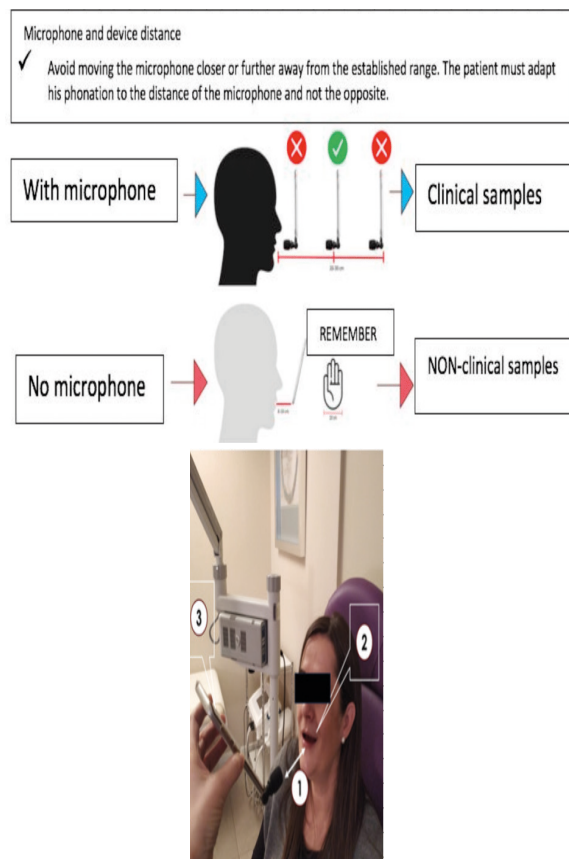 Microphone and device distance
✓ Avoid moving the microphone closer or further away from the established range. The patient must adapt
his phonation to the distance of the microphone and not the opposite.
With microphone
Clinical samples
REMEMBER
No microphone
NON-clinical samples
3
2
1